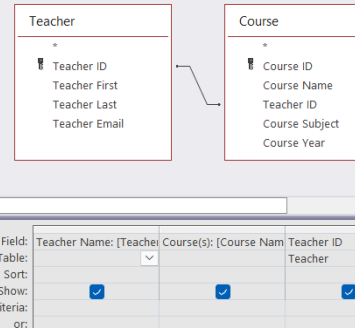 Teacher
*
Teacher ID
Teacher First
Teacher Last
Teacher Email
Course
*
Course ID
Course Name
Teacher ID
Course Subject
Course Year
Field: Teacher Name: [Teacher Course(s): [Course Nam Teacher ID
Table: Teacher
Sort:
Show:
iteria:
or: